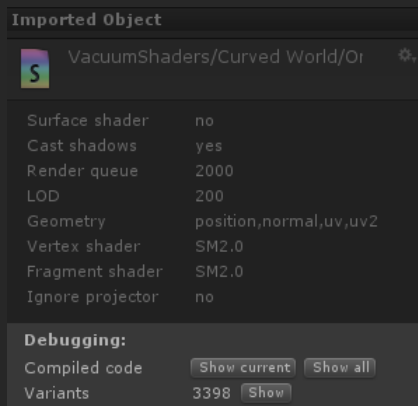 Imported Object
S
VacuumShaders/Curved World/Or
Surface shader no
Cast shadows yes
Render queue 2000
LOD 200
Geometry position,normal,uv,uv2
Vertex shader SM2.0
Fragment shader SM2.0
Ignore projector no
Debugging:
Compiled code Show current Show all
Variants 3398 Show